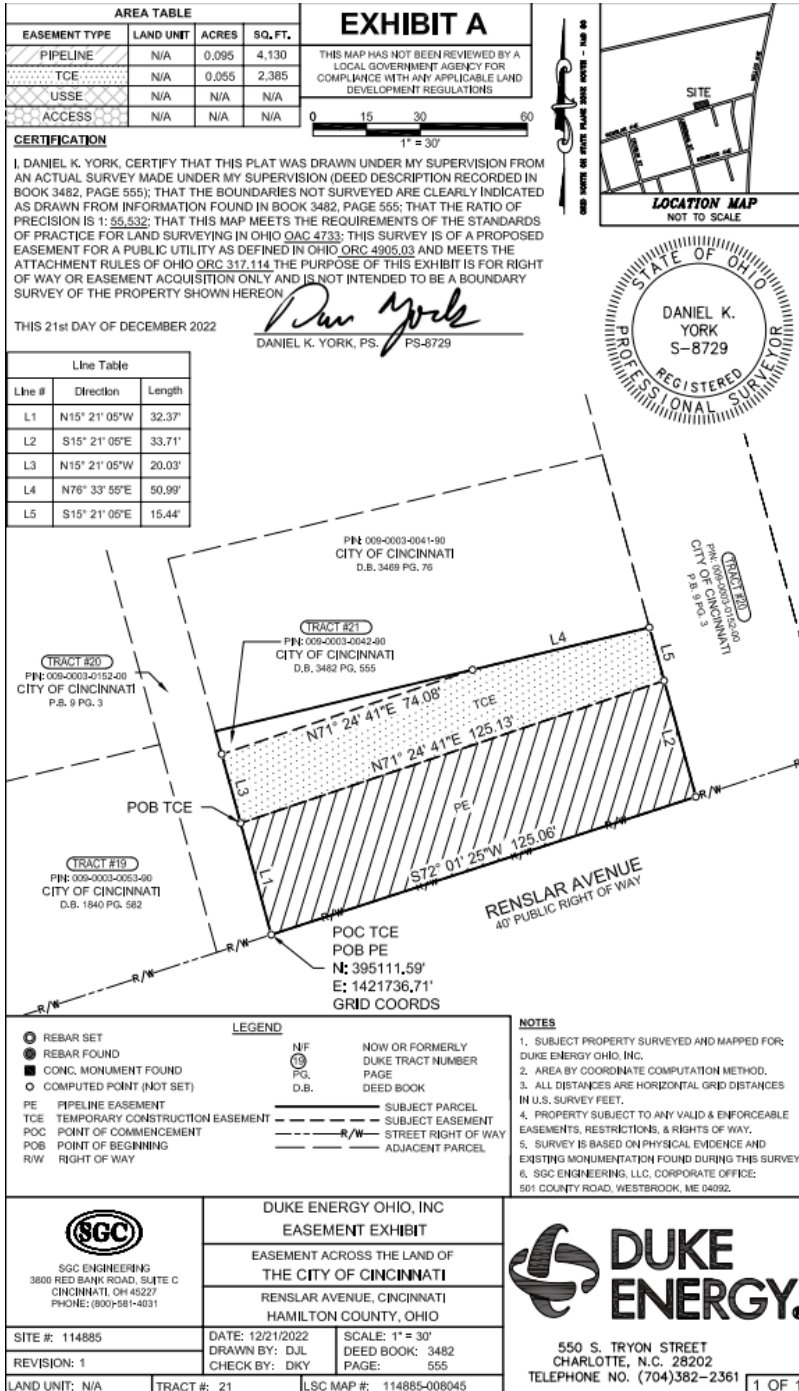 AREA TABLE
EASEMENT TYPE LAND UNIT ACRES SQ. FT.
PIPELINE N/A 0.095 4,130
TCE N/A 0.055 2,385
USSE N/A N/A N/A
ACCESS N/A N/A N/A
EXHIBIT A
THIS MAP HAS NOT BEEN REVIEWED BY A
LOCAL GOVERNMENT AGENCY FOR
COMPLIANCE WITH ANY APPLICABLE LAND
DEVELOPMENT REGULATIONS
0 15 30 60
1" = 30'
GRID NORTH OH STATE PLANE ZONE SOUTH - NAD 83
SITE
LOCATION MAP
NOT TO SCALE
CERTIFICATION
I, DANIEL K. YORK, CERTIFY THAT THIS PLAT WAS DRAWN UNDER MY SUPERVISION FROM
AN ACTUAL SURVEY MADE UNDER MY SUPERVISION (DEED DESCRIPTION RECORDED IN
BOOK 3482, PAGE 555); THAT THE BOUNDARIES NOT SURVEYED ARE CLEARLY INDICATED
AS DRAWN FROM INFORMATION FOUND IN BOOK 3482, PAGE 555; THAT THE RATIO OF
PRECISION IS 1: 55,532; THAT THIS MAP MEETS THE REQUIREMENTS OF THE STANDARDS
OF PRACTICE FOR LAND SURVEYING IN OHIO OAC 4733; THIS SURVEY IS OF A PROPOSED
EASEMENT FOR A PUBLIC UTILITY AS DEFINED IN OHIO ORC 4905.03 AND MEETS THE
ATTACHMENT RULES OF OHIO ORC 317.114 THE PURPOSE OF THIS EXHIBIT IS FOR RIGHT
OF WAY OR EASEMENT ACQUISITION ONLY AND IS NOT INTENDED TO BE A BOUNDARY
SURVEY OF THE PROPERTY SHOWN HEREON
THIS 21st DAY OF DECEMBER 2022
Dan York
DANIEL K. YORK, PS. PS-8729
STATE OF OHIO
DANIEL K.
YORK
S-8729
REGISTERED
PROFESSIONAL SURVEYOR
Line Table
Line # Direction Length
L1 N15° 21' 05"W 32.37'
L2 S15° 21' 05"E 33.71'
L3 N15° 21' 05"W 20.03'
L4 N76° 33' 55"E 50.99'
L5 S15° 21' 05"E 15.44'
PIN: 009-0003-0041-90
CITY OF CINCINNATI
D.B. 3469 PG. 76
TRACT #20
PIN: 009-0003-0152-00
CITY OF CINCINNATI
P.B. 9 PG. 3
TRACT #21
PIN: 009-0003-0042-90
CITY OF CINCINNATI
D.B. 3482 PG. 555
TRACT #20
PIN: 009-0003-0152-00
CITY OF CINCINNATI
P.B. 9 PG. 3
L4
L5
N71° 24' 41"E 74.08'
TCE
N71° 24' 41"E 125.13'
L3
L2
POB TCE
PE
L1
S72° 01' 25"W 125.06'
R/W
R/W
R/W
R/W
R/W
R/W
R/W
R/W
R/W
TRACT #19
PIN: 009-0003-0053-90
CITY OF CINCINNATI
D.B. 1840 PG. 582
RENSLAR AVENUE
40' PUBLIC RIGHT OF WAY
POC TCE
POB PE
N: 395111.59'
E: 1421736.71'
GRID COORDS
LEGEND
REBAR SET
REBAR FOUND
CONC. MONUMENT FOUND
COMPUTED POINT (NOT SET)
PE PIPELINE EASEMENT
TCE TEMPORARY CONSTRUCTION EASEMENT
POC POINT OF COMMENCEMENT
POB POINT OF BEGINNING
R/W RIGHT OF WAY
N/F NOW OR FORMERLY
19 DUKE TRACT NUMBER
PG. PAGE
D.B. DEED BOOK
SUBJECT PARCEL
SUBJECT EASEMENT
R/W STREET RIGHT OF WAY
ADJACENT PARCEL
NOTES
1. SUBJECT PROPERTY SURVEYED AND MAPPED FOR:
DUKE ENERGY OHIO, INC.
2. AREA BY COORDINATE COMPUTATION METHOD.
3. ALL DISTANCES ARE HORIZONTAL GRID DISTANCES
IN U.S. SURVEY FEET.
4. PROPERTY SUBJECT TO ANY VALID & ENFORCEABLE
EASEMENTS, RESTRICTIONS, & RIGHTS OF WAY.
5. SURVEY IS BASED ON PHYSICAL EVIDENCE AND
EXISTING MONUMENTATION FOUND DURING THIS SURVEY
6. SGC ENGINEERING, LLC, CORPORATE OFFICE:
501 COUNTY ROAD, WESTBROOK, ME 04092.
SGC
SGC ENGINEERING
3800 RED BANK ROAD, SUITE C
CINCINNATI, OH 45227
PHONE: (800)-581-4031
DUKE ENERGY OHIO, INC
EASEMENT EXHIBIT
EASEMENT ACROSS THE LAND OF
THE CITY OF CINCINNATI
RENSLAR AVENUE, CINCINNATI
HAMILTON COUNTY, OHIO
SITE #: 114885
REVISION: 1
DATE: 12/21/2022
DRAWN BY: DJL
CHECK BY: DKY
SCALE: 1" = 30'
DEED BOOK: 3482
PAGE: 555
LAND UNIT: N/A
TRACT #: 21
LSC MAP #: 114885-008045
DUKE
ENERGY.
550 S. TRYON STREET
CHARLOTTE, N.C. 28202
TELEPHONE NO. (704)382-2361
1 OF 1